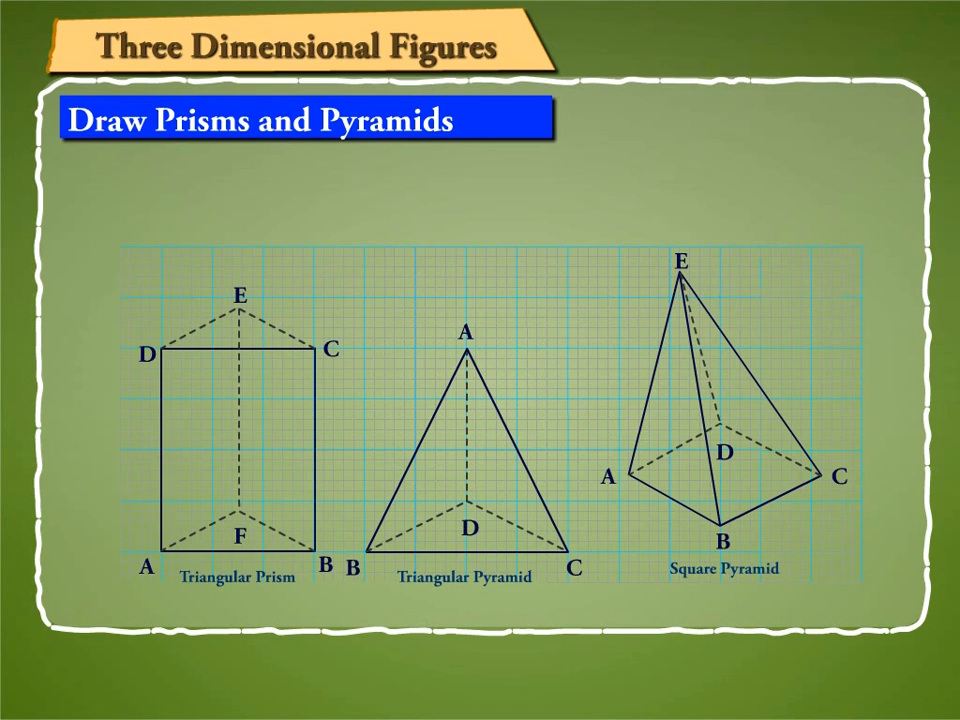 Three Dimensional Figures
Draw Prisms and Pyramids
E
D
C
F
A
B
Triangular Prism
A
D
B
C
Triangular Pyramid
E
A
D
C
B
Square Pyramid